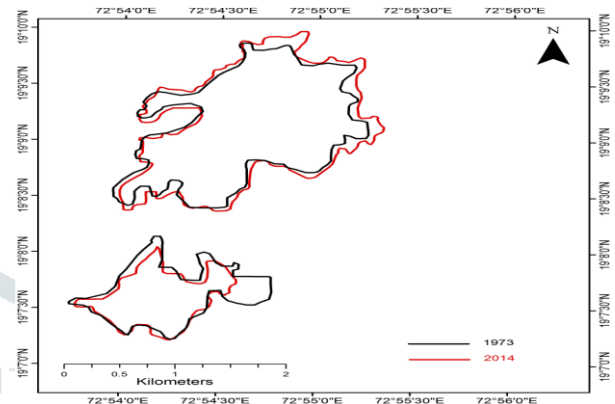 72°54'0"E 72°54'30"E 72°55'0"E 72°55'30"E 72°56'0"E
N
19°10'0"N 19°10'0"N
19°9'30"N 19°9'30"N
19°9'0"N 19°9'0"N
19°8'30"N 19°8'30"N
19°8'0"N 19°8'0"N
19°7'30"N 19°7'30"N
19°7'0"N 19°7'0"N
1973
2014
0 0.5 1 2
Kilometers
72°54'0"E 72°54'30"E 72°55'0"E 72°55'30"E 72°56'0"E